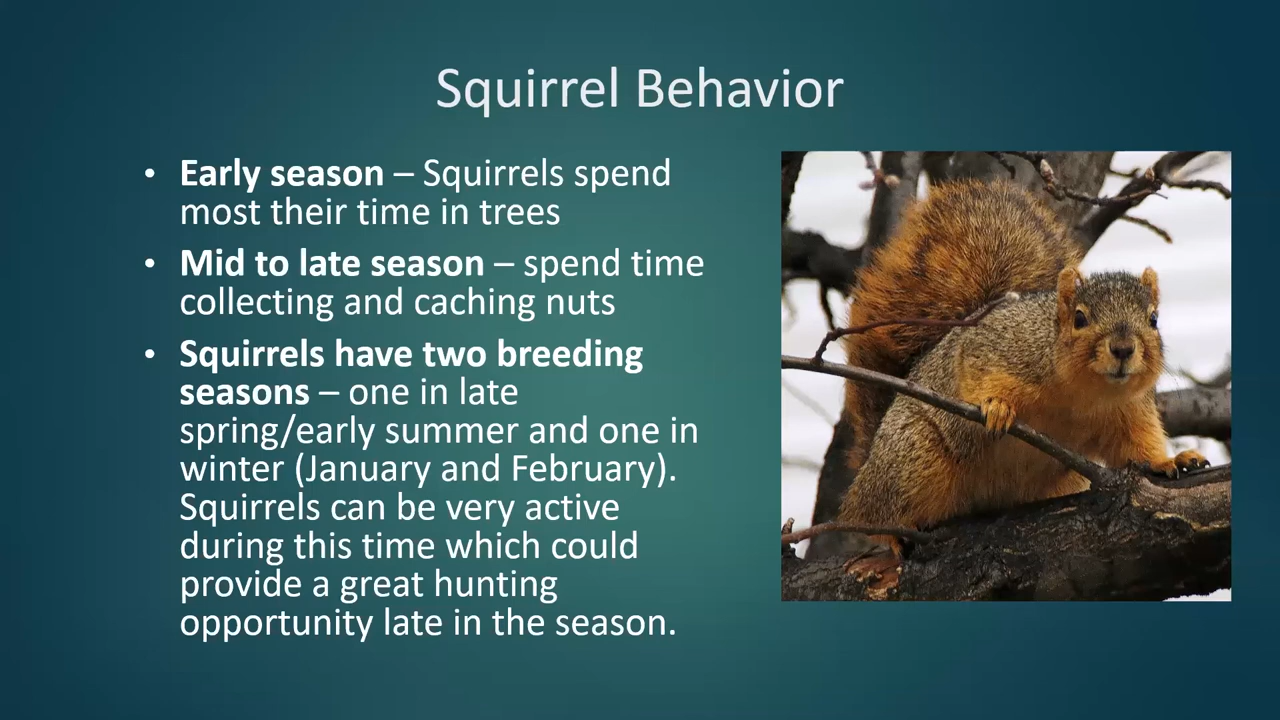 Squirrel Behavior
• Early season – Squirrels spend
most their time in trees
• Mid to late season – spend time
collecting and caching nuts
• Squirrels have two breeding
seasons – one in late
spring/early summer and one in
winter (January and February).
Squirrels can be very active
during this time which could
provide a great hunting
opportunity late in the season.